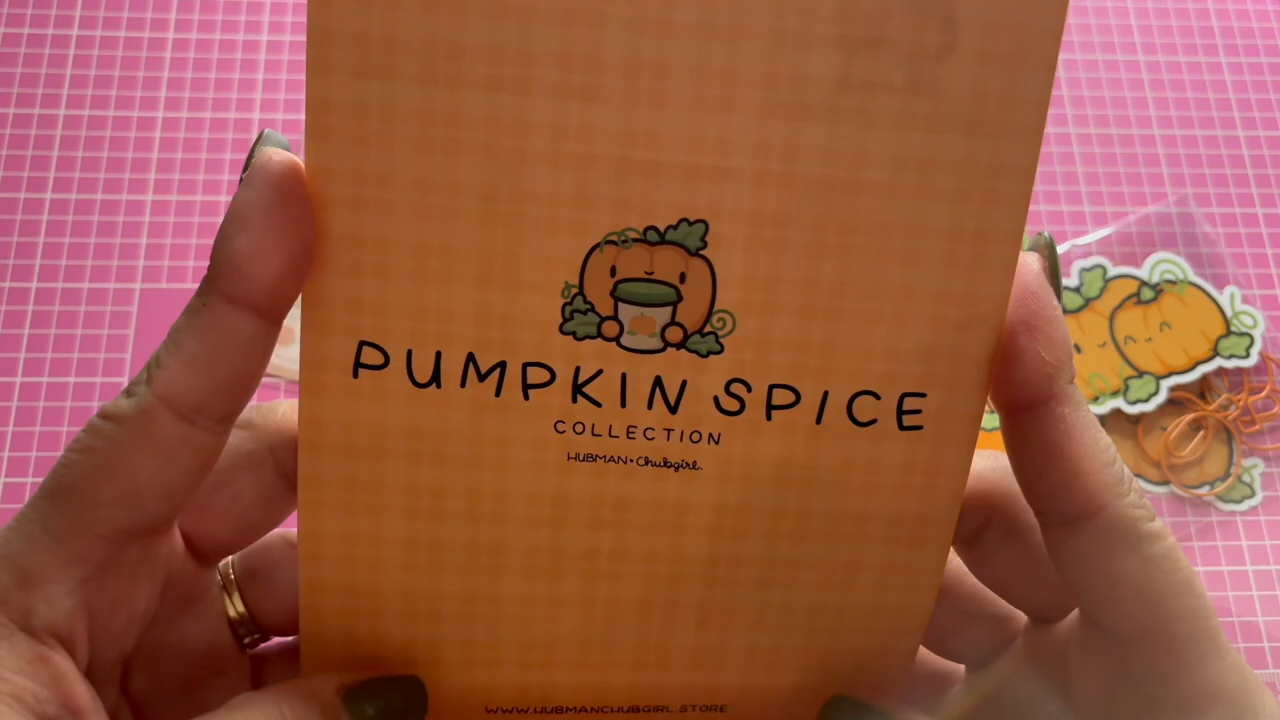 PUMPKIN SPICE
COLLECTION
HUBMAN • Chubgirl.
WWW.HUBMANCHUBGIRL.STORE